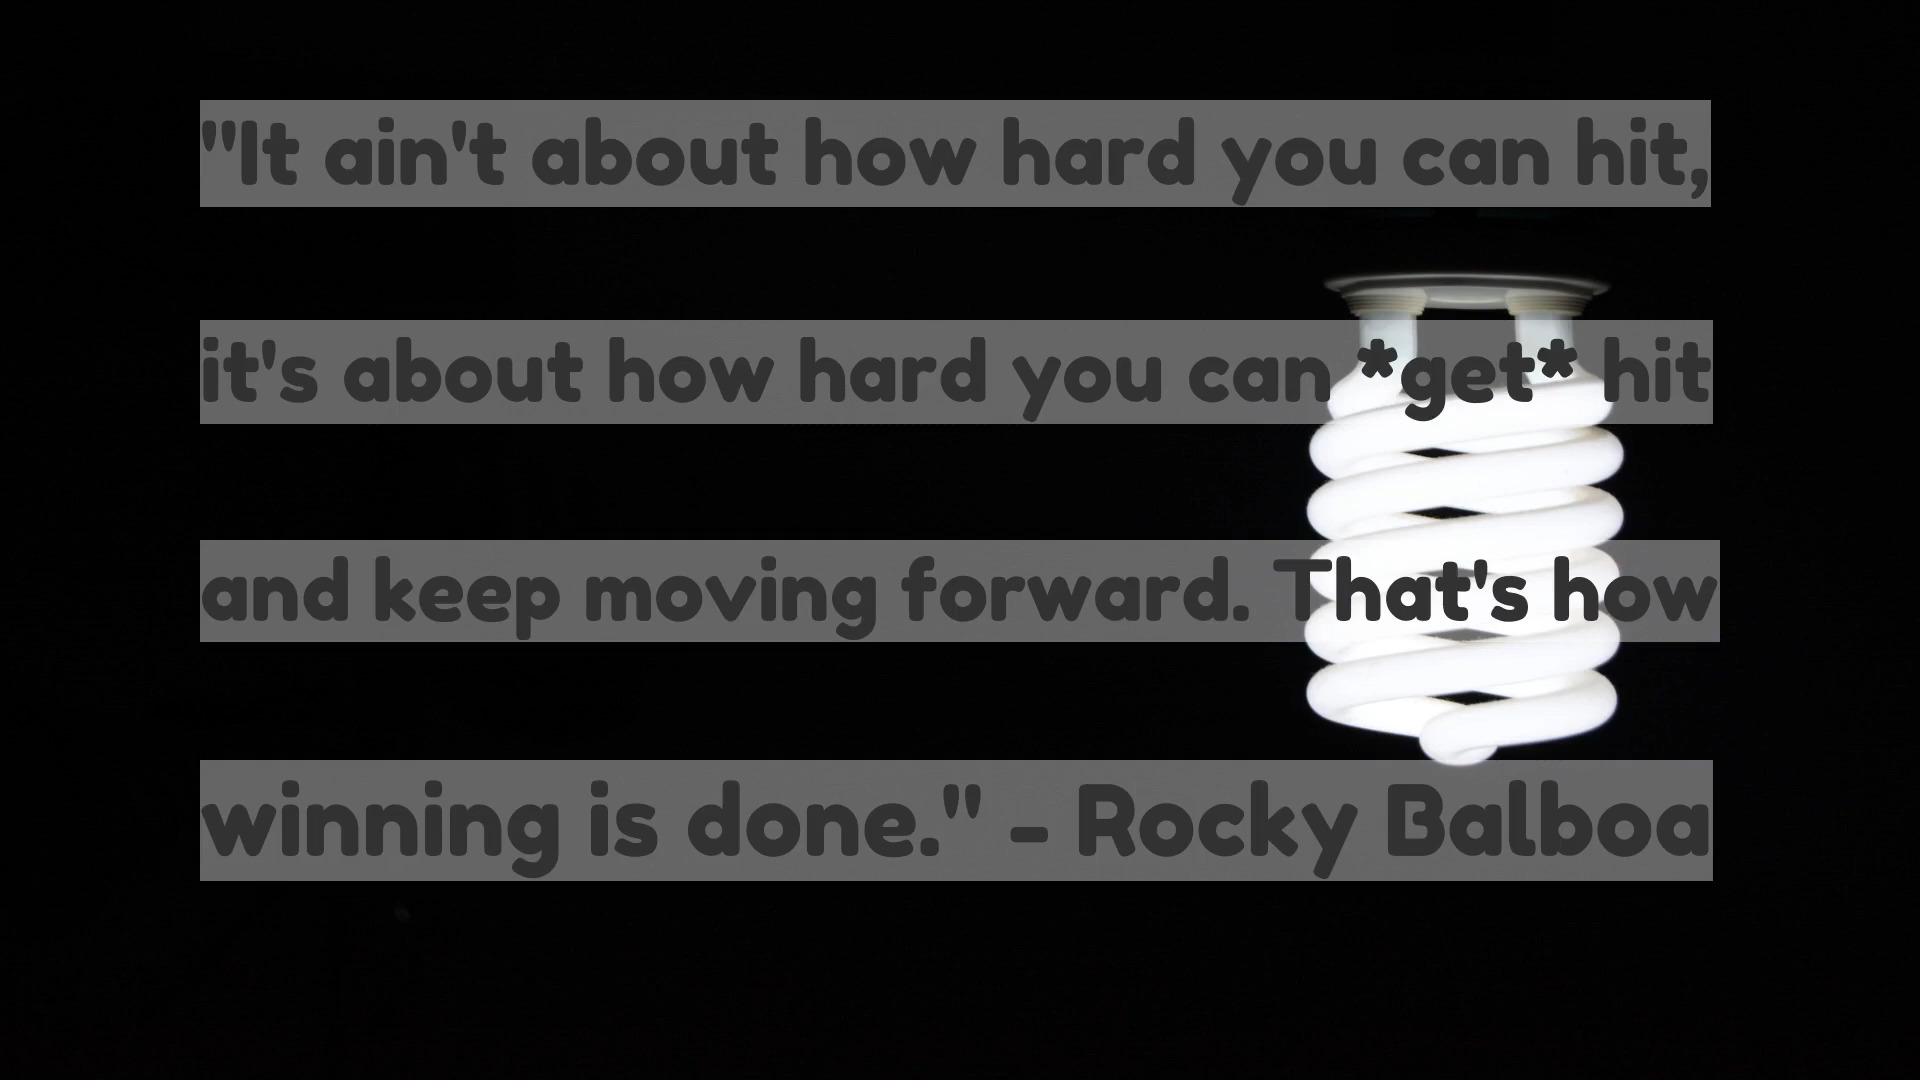 "It ain't about how hard you can hit,
it's about how hard you can *get* hit
and keep moving forward. That's how
winning is done." - Rocky Balboa